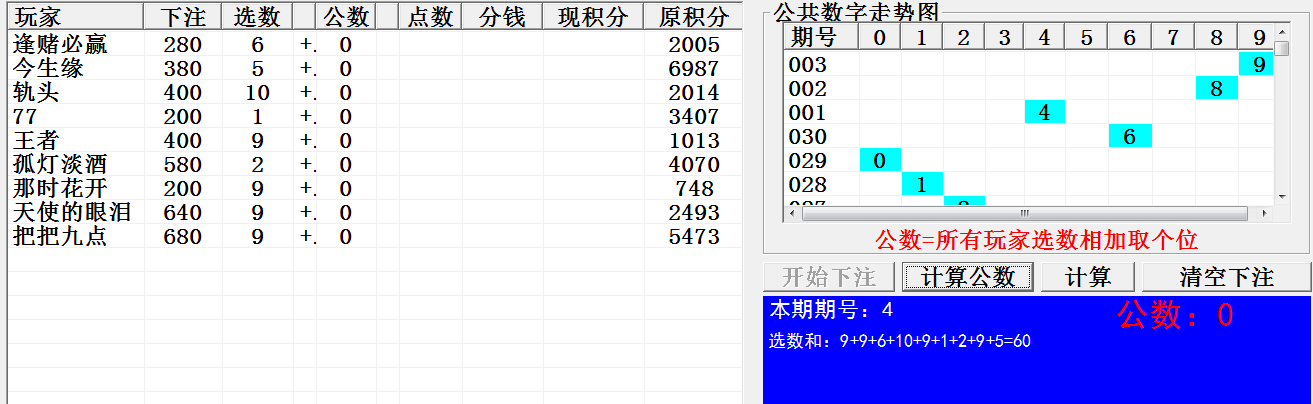 玩家 下注 选数 公数 点数 分钱 现积分 原积分
逢赌必赢 280 6 +. 0 2005
今生缘 380 5 +. 0 6987
轨头 400 10 +. 0 2014
77 200 1 +. 0 3407
王者 400 9 +. 0 1013
孤灯淡酒 580 2 +. 0 4070
那时花开 200 9 +. 0 748
天使的眼泪 640 9 +. 0 2493
把把九点 680 9 +. 0 5473
公共数字走势图
期号 0 1 2 3 4 5 6 7 8 9
003 9
002 8
001 4
030 6
029 0
028 1
公数=所有玩家选数相加取个位
开始下注 计算公数 计算 清空下注
本期期号：4 公数：0
选数和：9+9+6+10+9+1+2+9+5=60